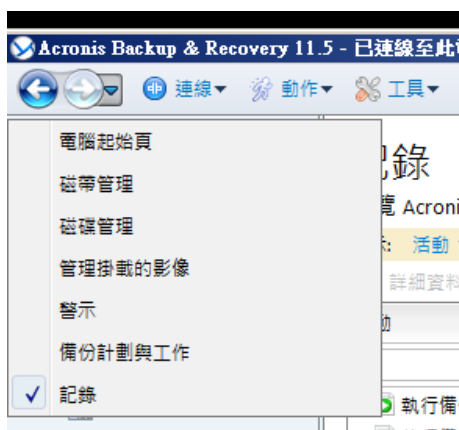 Acronis Backup & Recovery 11.5 - 已連線至此
連線 動作 工具
電腦起始頁
磁帶管理
磁碟管理
管理掛載的影像
警示
備份計劃與工作
記錄
錄
覽 Acroni
活動
詳細資料
動
執行備